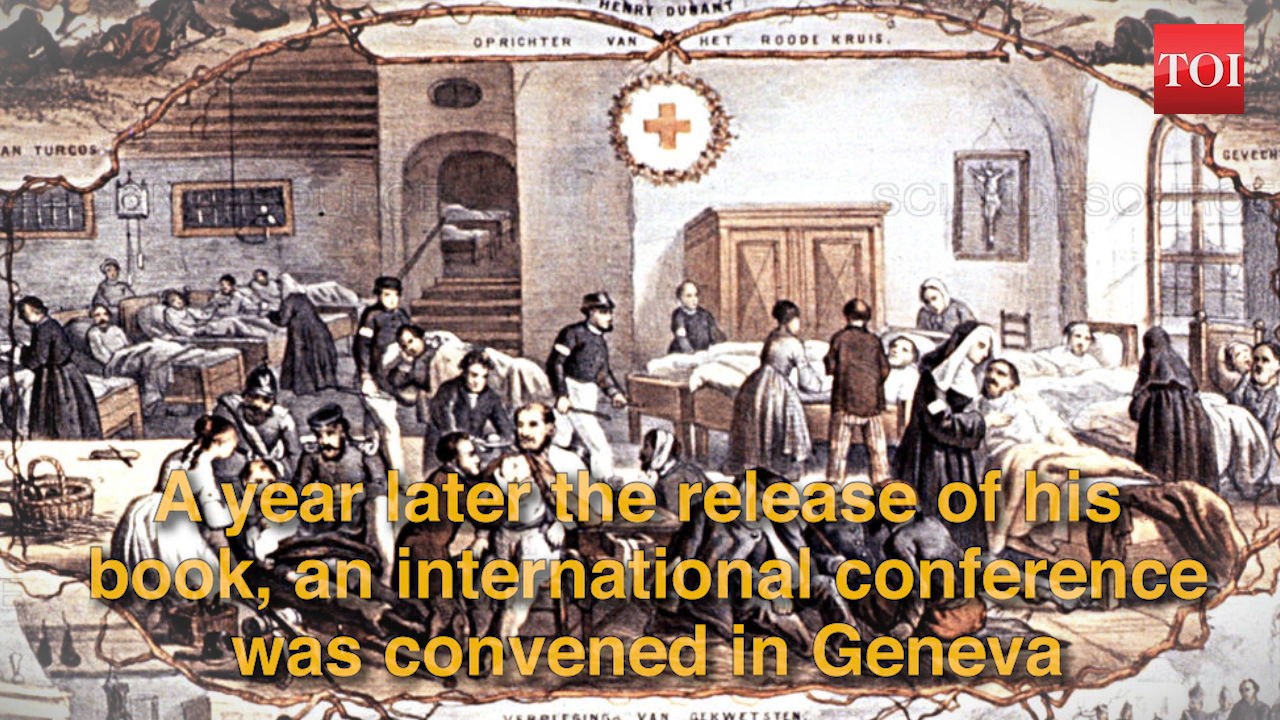 HENRY DUNANT
OPRICHTER VAN HET ROODE KRUIS.
TOI
AN TURCOS
GEVECH
A year later the release of his
book, an international conference
was convened in Geneva
VERPLEGING VAN GEKWETSTEN.